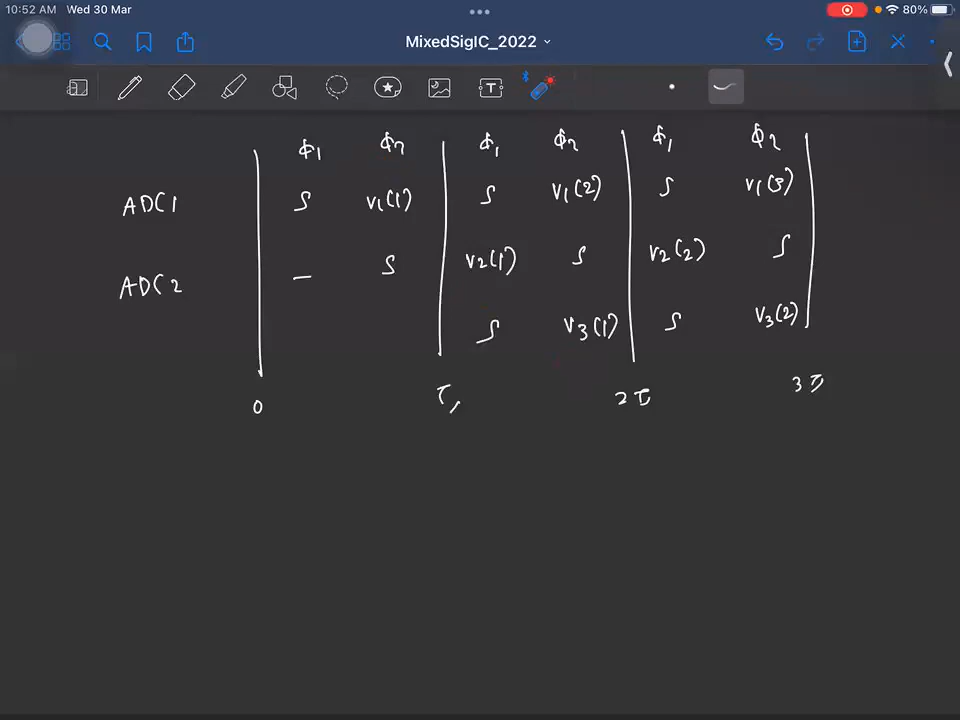 10:52 AM Wed 30 Mar
80%
MixedSigIC_2022
Φ1 Φ2 Φ1 Φ2 Φ1 Φ2
ADC1 S V1(1) S V1(2) S V1(3)
ADC2 — S V2(1) S V2(2) S
S V3(1) S V3(2)
0 T, 2T 3T